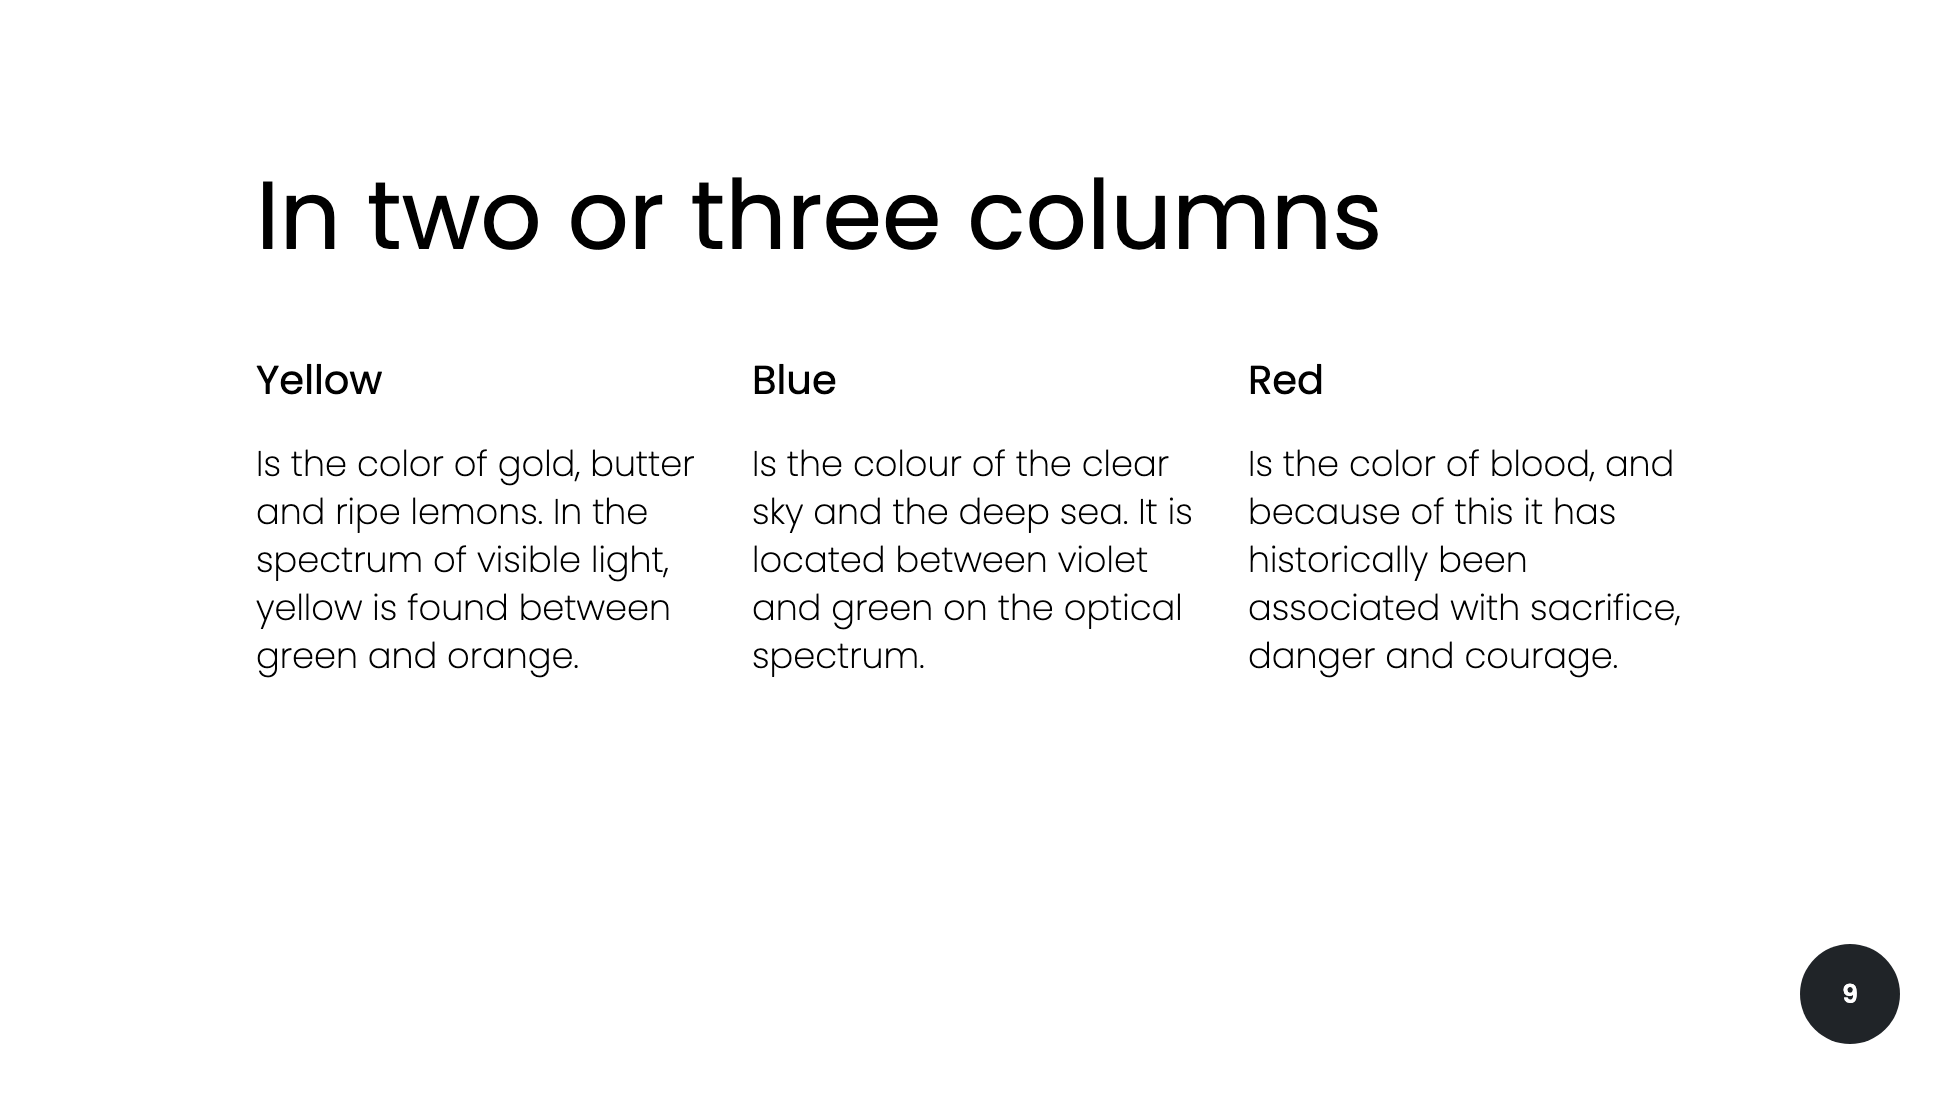 In two or three columns
Yellow
Is the color of gold, butter
and ripe lemons. In the
spectrum of visible light,
yellow is found between
green and orange.
Blue
Is the colour of the clear
sky and the deep sea. It is
located between violet
and green on the optical
spectrum.
Red
Is the color of blood, and
because of this it has
historically been
associated with sacrifice,
danger and courage.
9